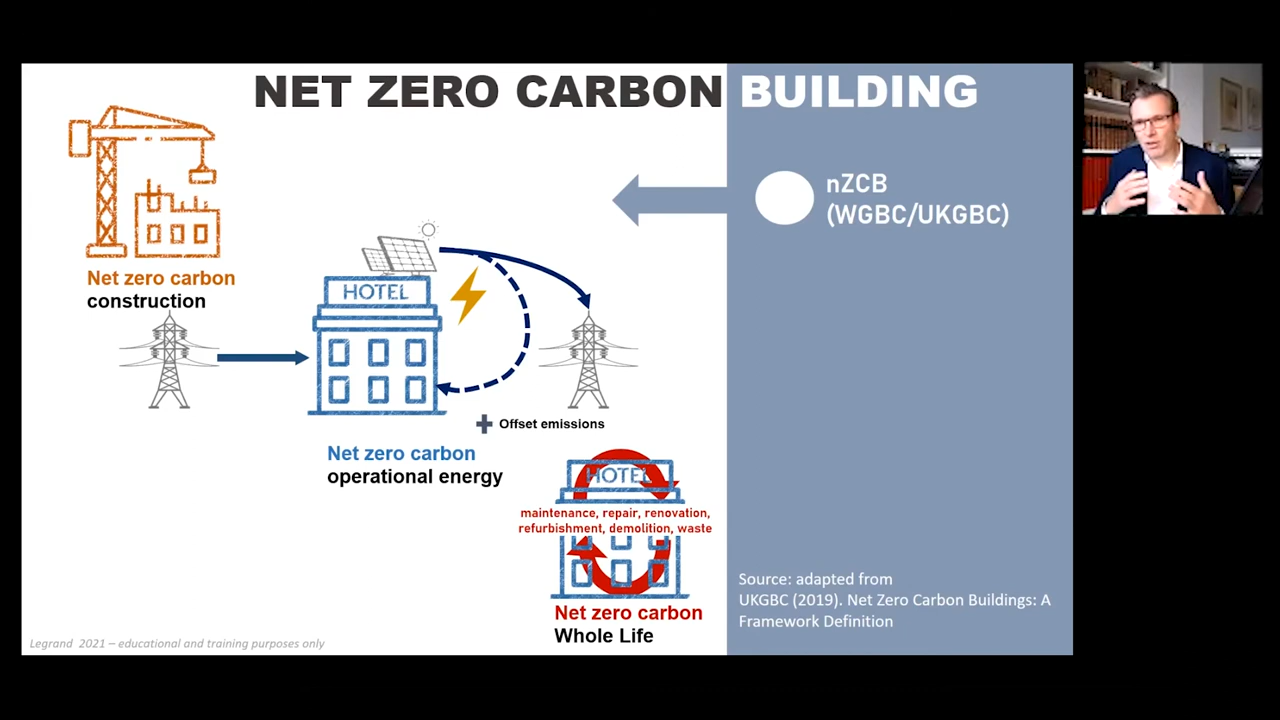 NET ZERO CARBON BUILDING
nZCB
(WGBC/UKGBC)
Net zero carbon
construction
HOTEL
Offset emissions
Net zero carbon
operational energy
HOTEL
maintenance, repair, renovation,
refurbishment, demolition, waste
Net zero carbon
Whole Life
Source: adapted from
UKGBC (2019). Net Zero Carbon Buildings: A
Framework Definition
Legrand 2021 – educational and training purposes only